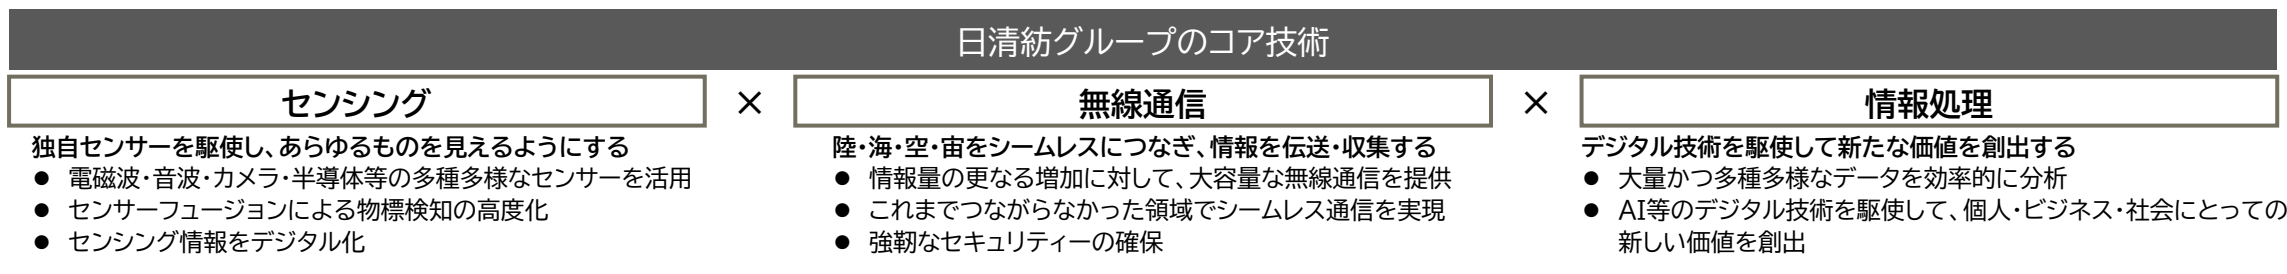 日清紡グループのコア技術
センシング
×
無線通信
×
情報処理
独自センサーを駆使し、あらゆるものを見えるようにする
● 電磁波・音波・カメラ・半導体等の多種多様なセンサーを活用
● センサーフュージョンによる物標検知の高度化
● センシング情報をデジタル化
陸・海・空・宙をシームレスにつなぎ、情報を伝送・収集する
● 情報量の更なる増加に対して、大容量な無線通信を提供
● これまでつながらなかった領域でシームレス通信を実現
● 強靭なセキュリティーの確保
デジタル技術を駆使して新たな価値を創出する
● 大量かつ多種多様なデータを効率的に分析
● AI等のデジタル技術を駆使して、個人・ビジネス・社会にとっての
新しい価値を創出